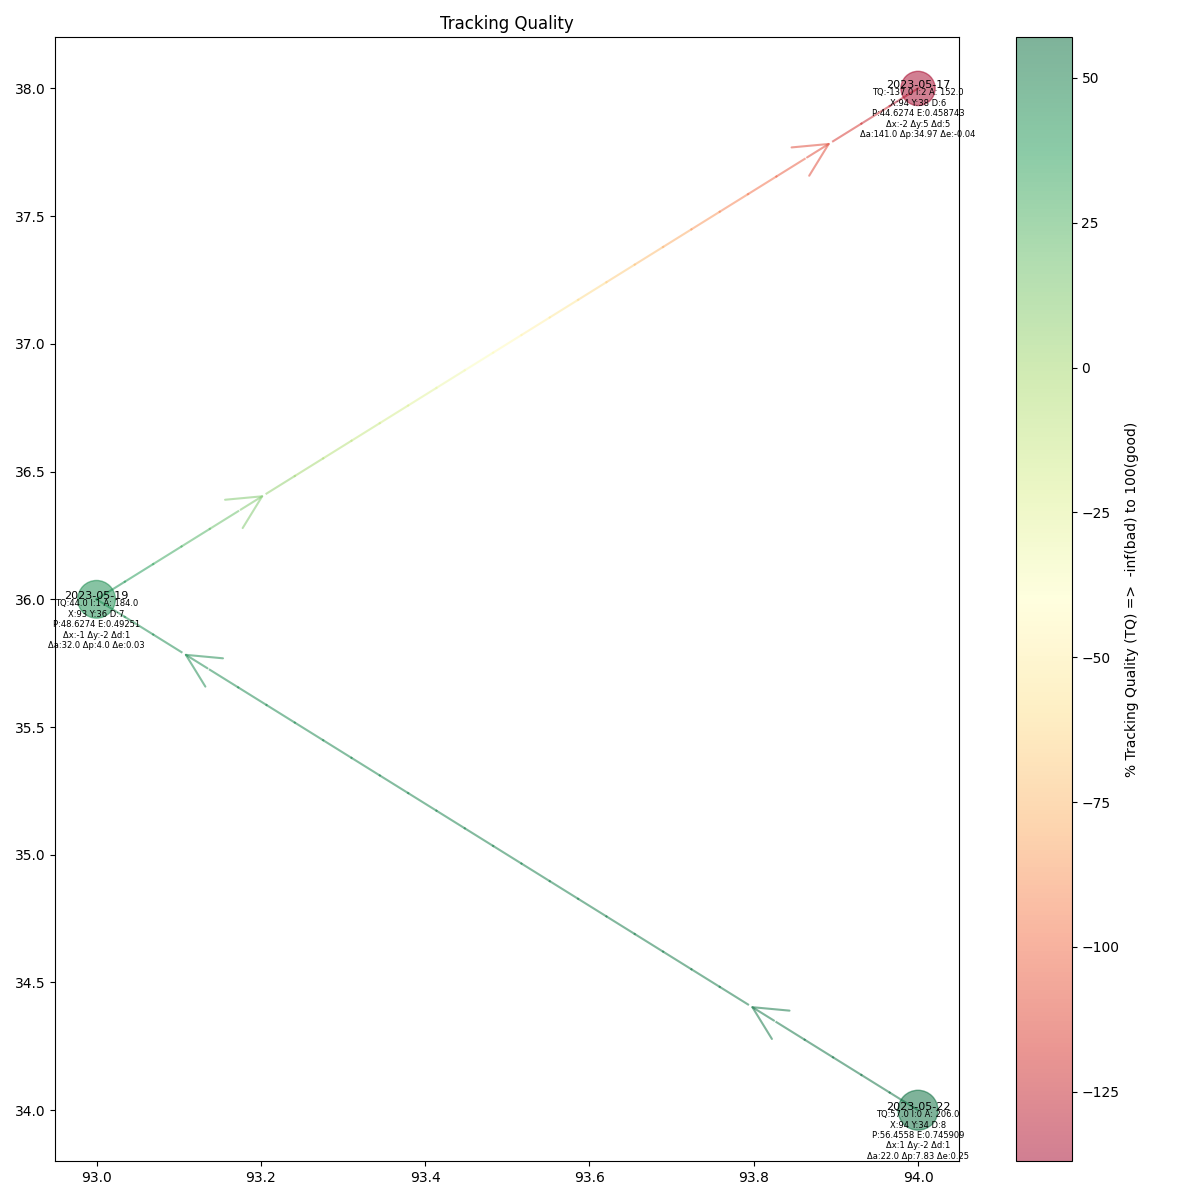 Tracking Quality
38.0
37.5
37.0
36.5
36.0
35.5
35.0
34.5
34.0
93.0
93.2
93.4
93.6
93.8
94.0
2023-05-17
TQ:-137.0 I:2 A: 152.0
X:94 Y:38 D:6
P:44.6274 E:0.458743
Δx:-2 Δy:5 Δd:5
Δa:141.0 Δp:34.97 Δe:-0.04
2023-05-19
TQ:44.0 I:1 A: 184.0
X:93 Y:36 D:7
P:48.6274 E:0.49251
Δx:-1 Δy:-2 Δd:1
Δa:32.0 Δp:4.0 Δe:0.03
2023-05-22
TQ:57.0 I:0 A: 206.0
X:94 Y:34 D:8
P:56.4558 E:0.745909
Δx:1 Δy:-2 Δd:1
Δa:22.0 Δp:7.83 Δe:0.25
50
25
0
−25
−50
−75
−100
−125
% Tracking Quality (TQ) => -inf(bad) to 100(good)